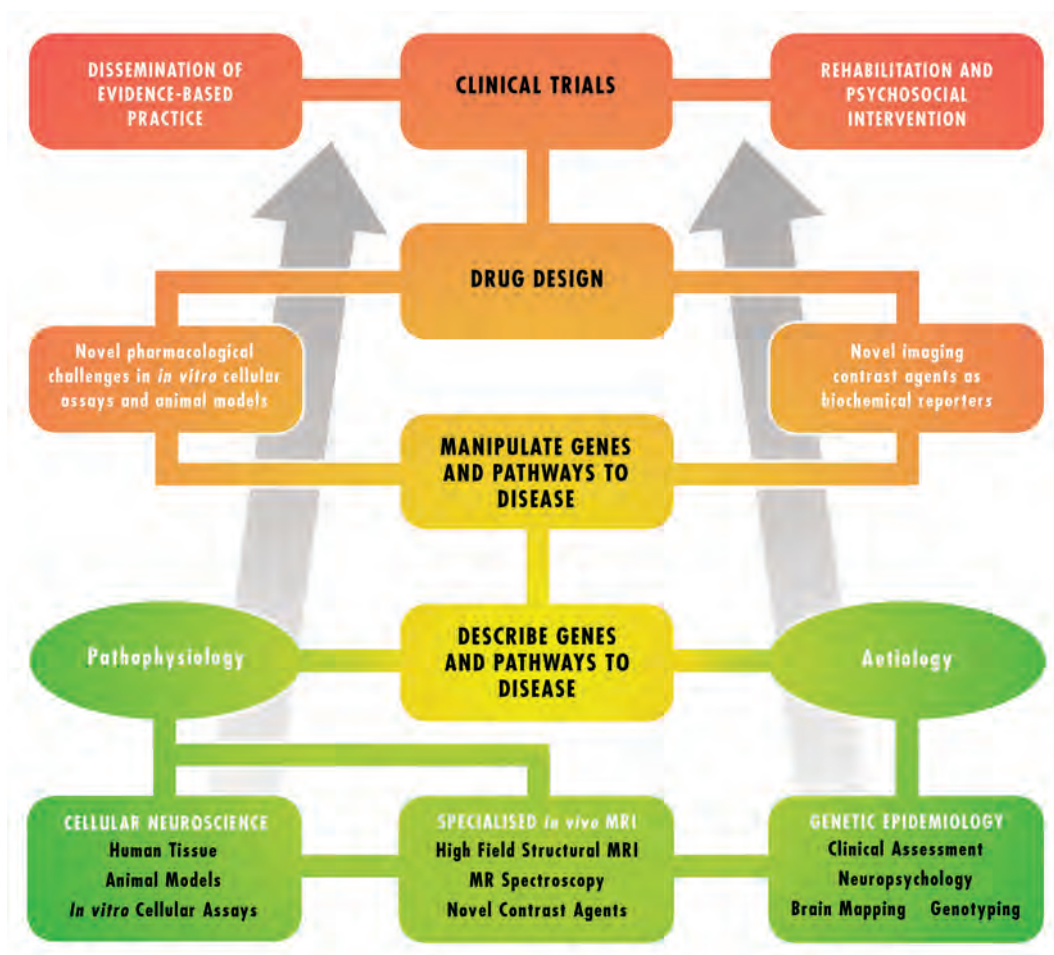 DISSEMINATION OF
EVIDENCE-BASED
PRACTICE
CLINICAL TRIALS
REHABILITATION AND
PSYCHOSOCIAL
INTERVENTION
DRUG DESIGN
Novel pharmacological
challenges in in vitro cellular
assays and animal models
Novel imaging
contrast agents as
biochemical reporters
MANIPULATE GENES
AND PATHWAYS TO
DISEASE
Pathophysiology
DESCRIBE GENES
AND PATHWAYS TO
DISEASE
Aetiology
CELLULAR NEUROSCIENCE
Human Tissue
Animal Models
In vitro Cellular Assays
SPECIALISED in vivo MRI
High Field Structural MRI
MR Spectroscopy
Novel Contrast Agents
GENETIC EPIDEMIOLOGY
Clinical Assessment
Neuropsychology
Brain Mapping Genotyping